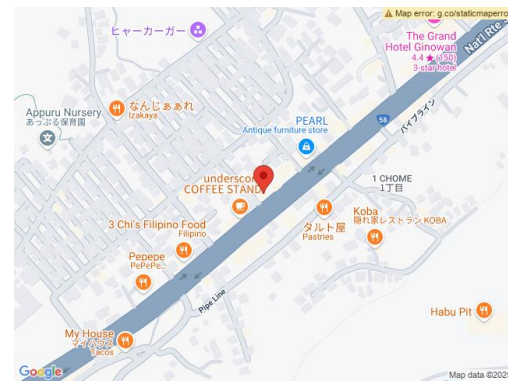 Map error: g.co/staticmaperro
ヒャーカーガー
The Grand
Hotel Ginowan
4.4 ★ (150)
3-star hotel
Nat'l Rte 5
なんじぁぁれ
Izakaya
Appuru Nursery
あっぷる保育園
PEARL
Antique furniture store
58
パイプライン
undersco
COFFEE STAND
1 CHOME
1丁目
3 Chi's Filipino Food
Filipino
タルト屋
Pastries
Koba
隠れ家レストラン KOBA
Pepepe
PePePe..
Pipe Line
Habu Pit
My House
マイハウス
Tacos
Google
Map data ©2025